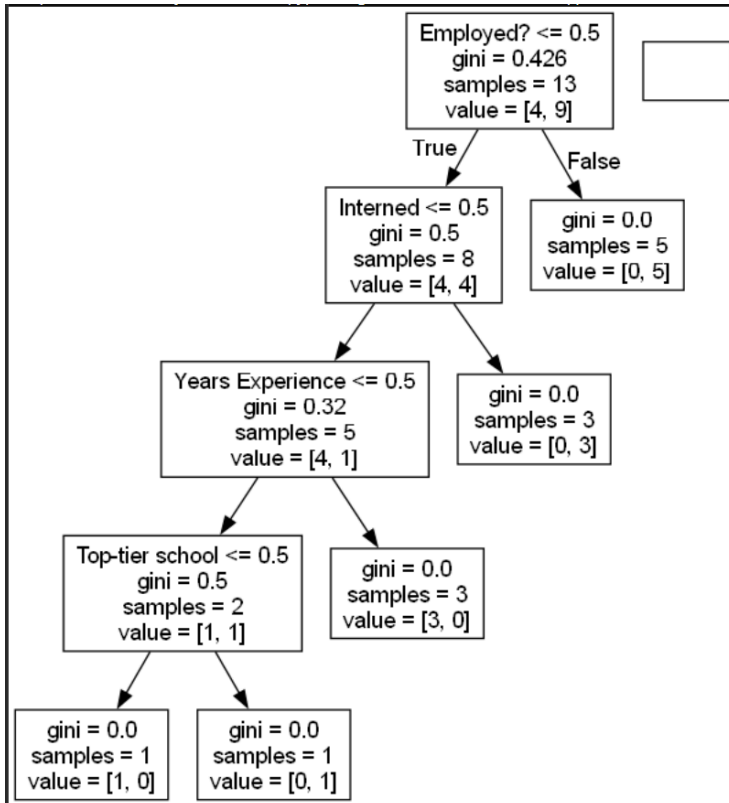 Employed? <= 0.5
gini = 0.426
samples = 13
value = [4, 9]
True
False
Interned <= 0.5
gini = 0.5
samples = 8
value = [4, 4]
gini = 0.0
samples = 5
value = [0, 5]
Years Experience <= 0.5
gini = 0.32
samples = 5
value = [4, 1]
gini = 0.0
samples = 3
value = [0, 3]
Top-tier school <= 0.5
gini = 0.5
samples = 2
value = [1, 1]
gini = 0.0
samples = 3
value = [3, 0]
gini = 0.0
samples = 1
value = [1, 0]
gini = 0.0
samples = 1
value = [0, 1]